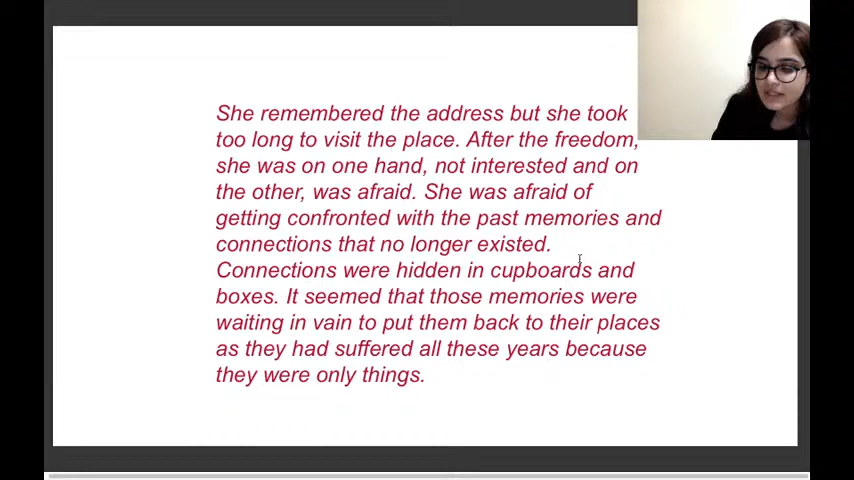 She remembered the address but she took
too long to visit the place. After the freedom,
she was on one hand, not interested and on
the other, was afraid. She was afraid of
getting confronted with the past memories and
connections that no longer existed.
Connections were hidden in cupboards and
boxes. It seemed that those memories were
waiting in vain to put them back to their places
as they had suffered all these years because
they were only things.